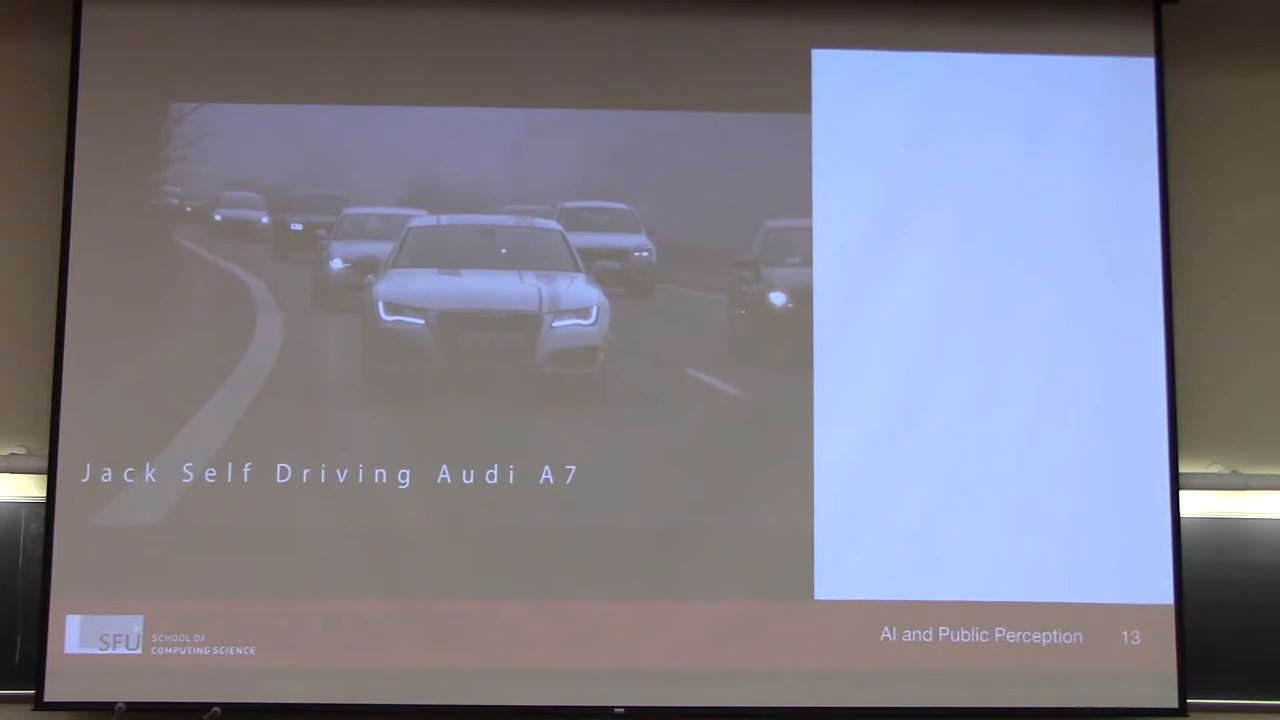 Jack Self Driving Audi A7
SFU
SCHOOL OF
COMPUTING SCIENCE
AI and Public Perception
13